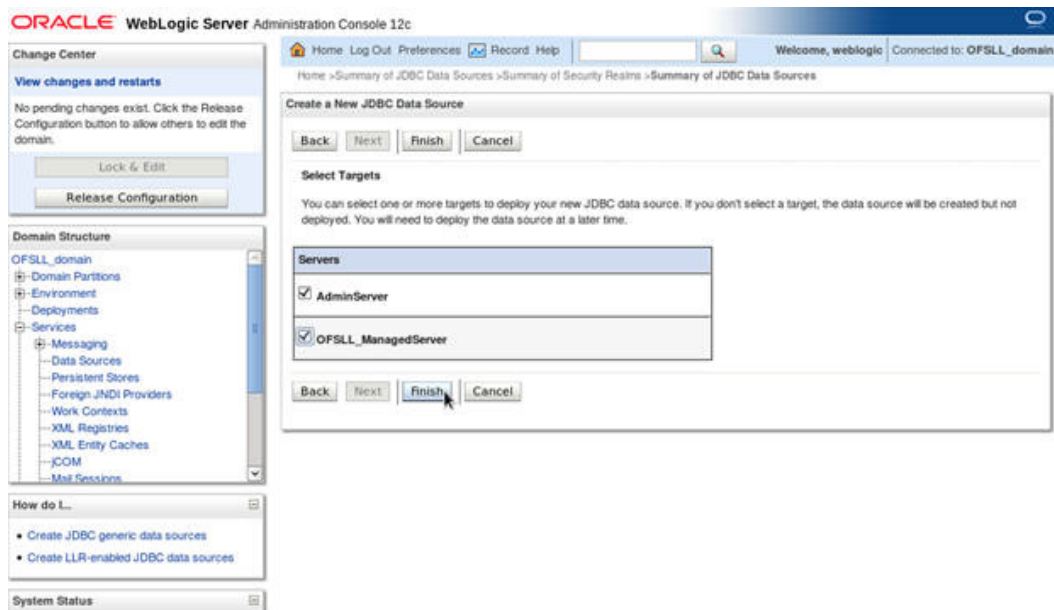 ORACLE WebLogic Server Administration Console 12c
Change Center
View changes and restarts
No pending changes exist. Click the Release
Configuration button to allow others to edit the
domain.
Lock & Edit
Release Configuration
Domain Structure
OFSLL_domain
Domain Partitions
Environment
Deployments
Services
Messaging
Data Sources
Persistent Stores
Foreign JNDI Providers
Work Contexts
XML Registries
XML Entity Caches
jCOM
Mail Sessions
How do I...
Create JDBC generic data sources
Create LLR-enabled JDBC data sources
System Status
Home Log Out Preferences Record Help
Welcome, weblogic Connected to: OFSLL_domain
Home >Summary of JDBC Data Sources >Summary of Security Realms >Summary of JDBC Data Sources
Create a New JDBC Data Source
Back Next Finish Cancel
Select Targets
You can select one or more targets to deploy your new JDBC data source. If you don't select a target, the data source will be created but not
deployed. You will need to deploy the data source at a later time.
Servers
AdminServer
OFSLL_ManagedServer
Back Next Finish Cancel